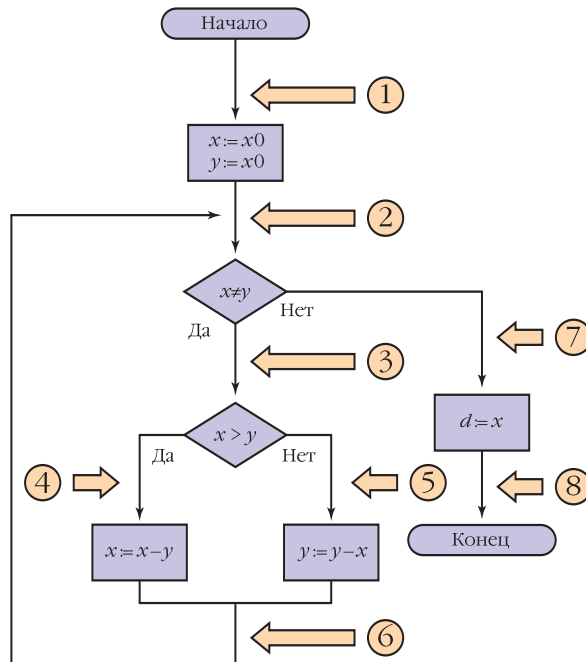 Начало
1
x:=x0
y:=x0
2
x≠y
Нет
Да
3
7
d:=x
x > y
Да
Нет
4
5
8
x:=x–y
y:=y–x
Конец
6